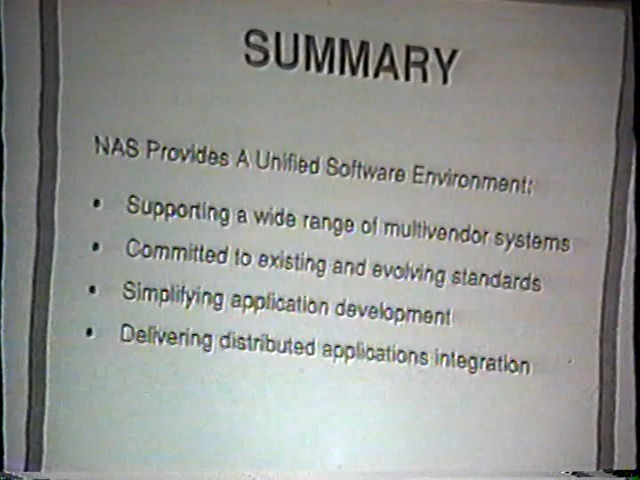 SUMMARY
NAS Provides A Unified Software Environment:
• Supporting a wide range of multivendor systems
• Committed to existing and evolving standards
• Simplifying application development
• Delivering distributed applications integration